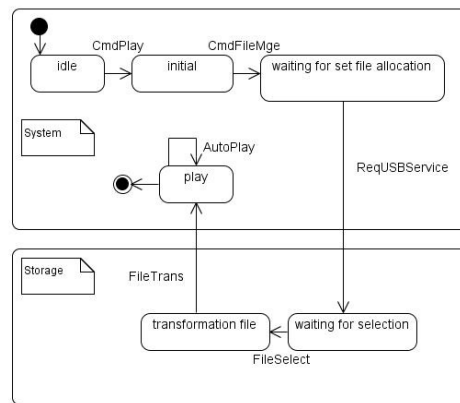 CmdPlay
CmdFileMge
idle
initial
waiting for set file allocation
System
AutoPlay
play
ReqUSBService
Storage
FileTrans
transformation file
waiting for selection
FileSelect